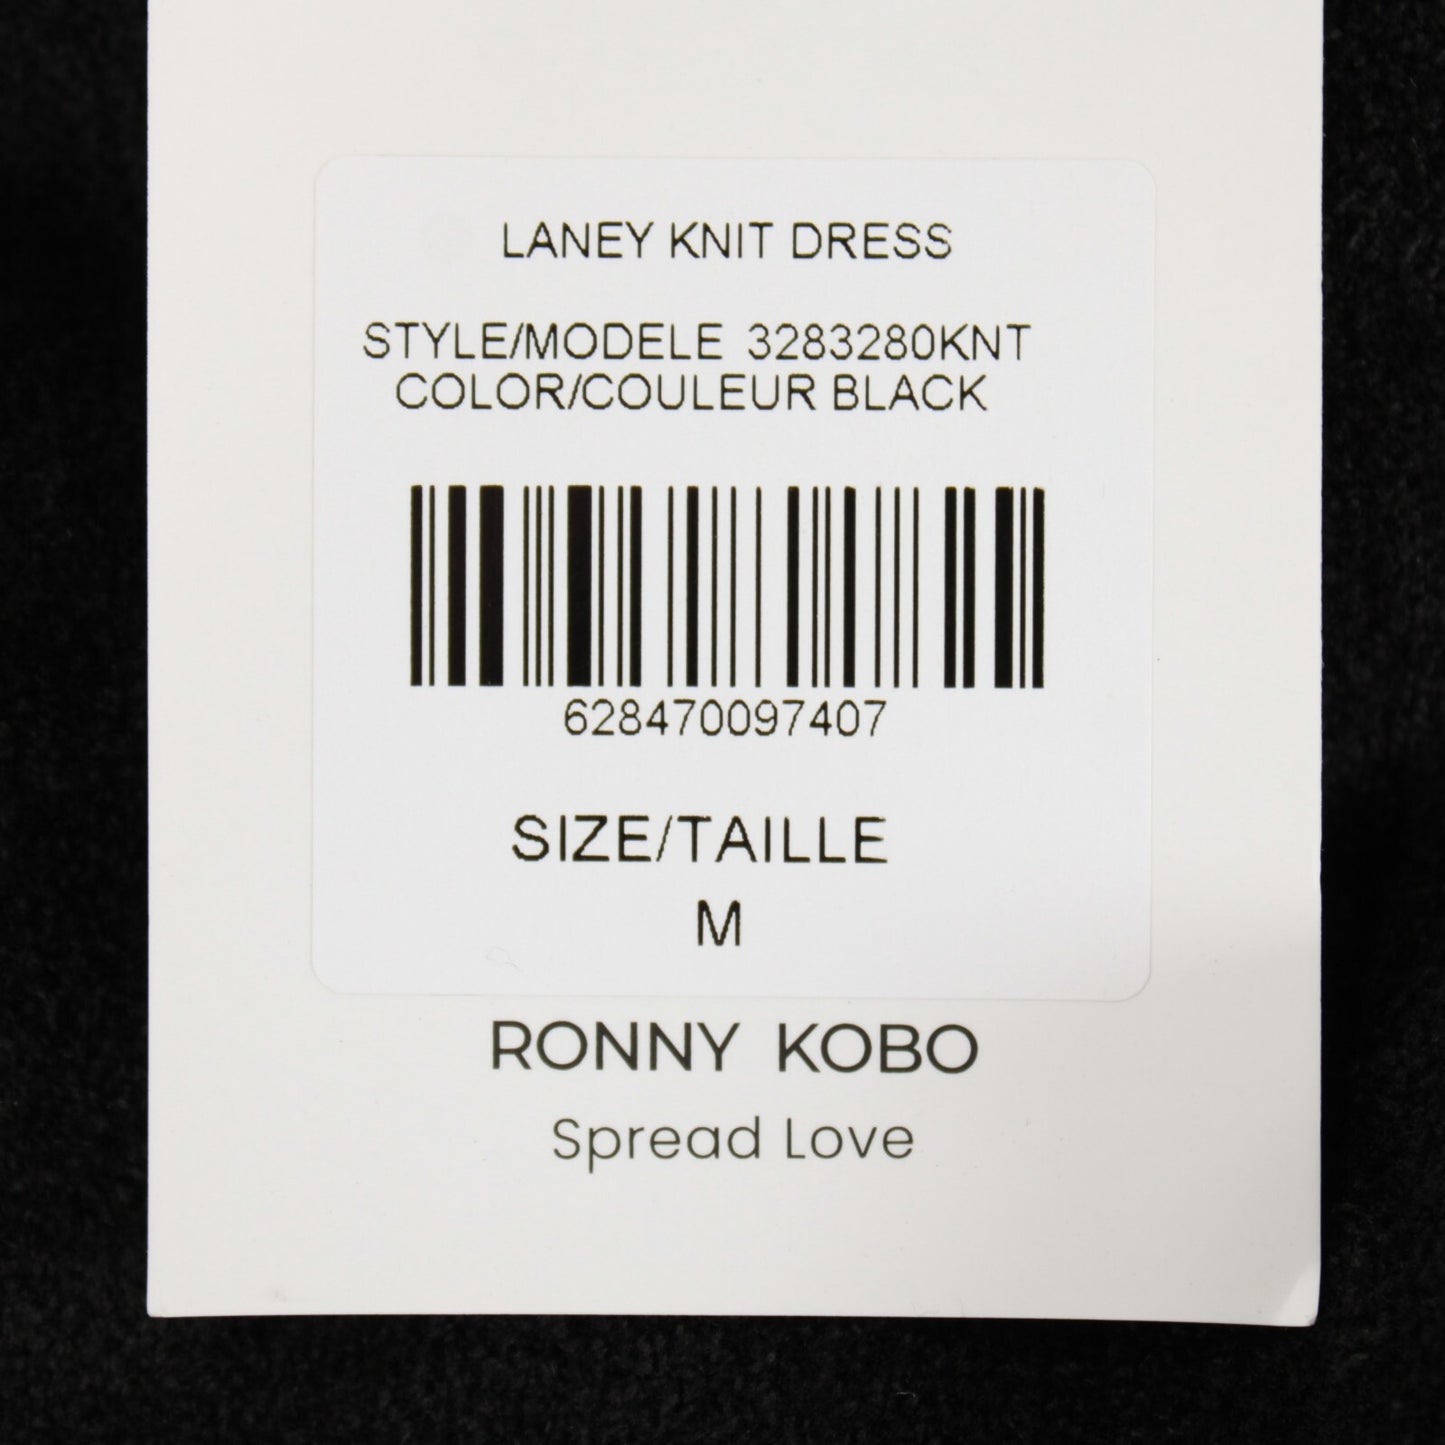 LANEY KNIT DRESS
STYLE/MODELE 3283280KNT
COLOR/COULEUR BLACK
628470097407
SIZE/TAILLE
M
RONNY KOBO
Spread Love